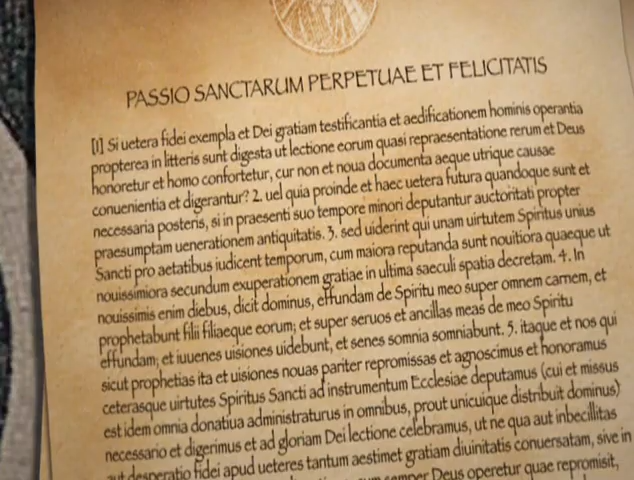 PASSIO SANCTARUM PERPETUAE ET FELICITATIS
[1] Si uetera fidei exempla et Dei gratiam testificantia et aedificationem hominis operantia
propterea in litteris sunt digesta ut lectione eorum quasi repraesentatione rerum et Deus
honoretur et homo confortetur, cur non et noua documenta aeque utrique causae
conuenientia et digerantur? 2. uel quia proinde et haec uetera futura quandoque sunt et
necessaria posteris, si in praesenti suo tempore minori deputantur auctoritati propter
praesumptam uenerationem antiquitatis. 3. sed uiderint qui unam uirtutem Spiritus unius
Sancti pro aetatibus iudicent temporum, cum maiora reputanda sunt nouitiora quaeque ut
nouissimiora secundum exuperationem gratiae in ultima saeculi spatia decretam. 4. In
nouissimis enim diebus, dicit dominus, effundam de Spiritu meo super omnem carnem, et
prophetabunt filii filiaeque eorum; et super seruos et ancillas meas de meo Spiritu
effundam; et iuuenes uisiones uidebunt, et senes somnia somniabunt. 5. itaque et nos qui
sicut prophetias ita et uisiones nouas pariter repromissas et agnoscimus et honoramus
ceterasque uirtutes Spiritus Sancti ad instrumentum Ecclesiae deputamus (cui et missus
est idem omnia donatiua administraturus in omnibus, prout unicuique distribuit dominus)
necessario et digerimus et ad gloriam Dei lectione celebramus, ut ne qua aut inbecillitas
aut desperatio fidei apud ueteres tantum aestimet gratiam diuinitatis conuersatam, sive in
semper Deus operetur quae repromisit,